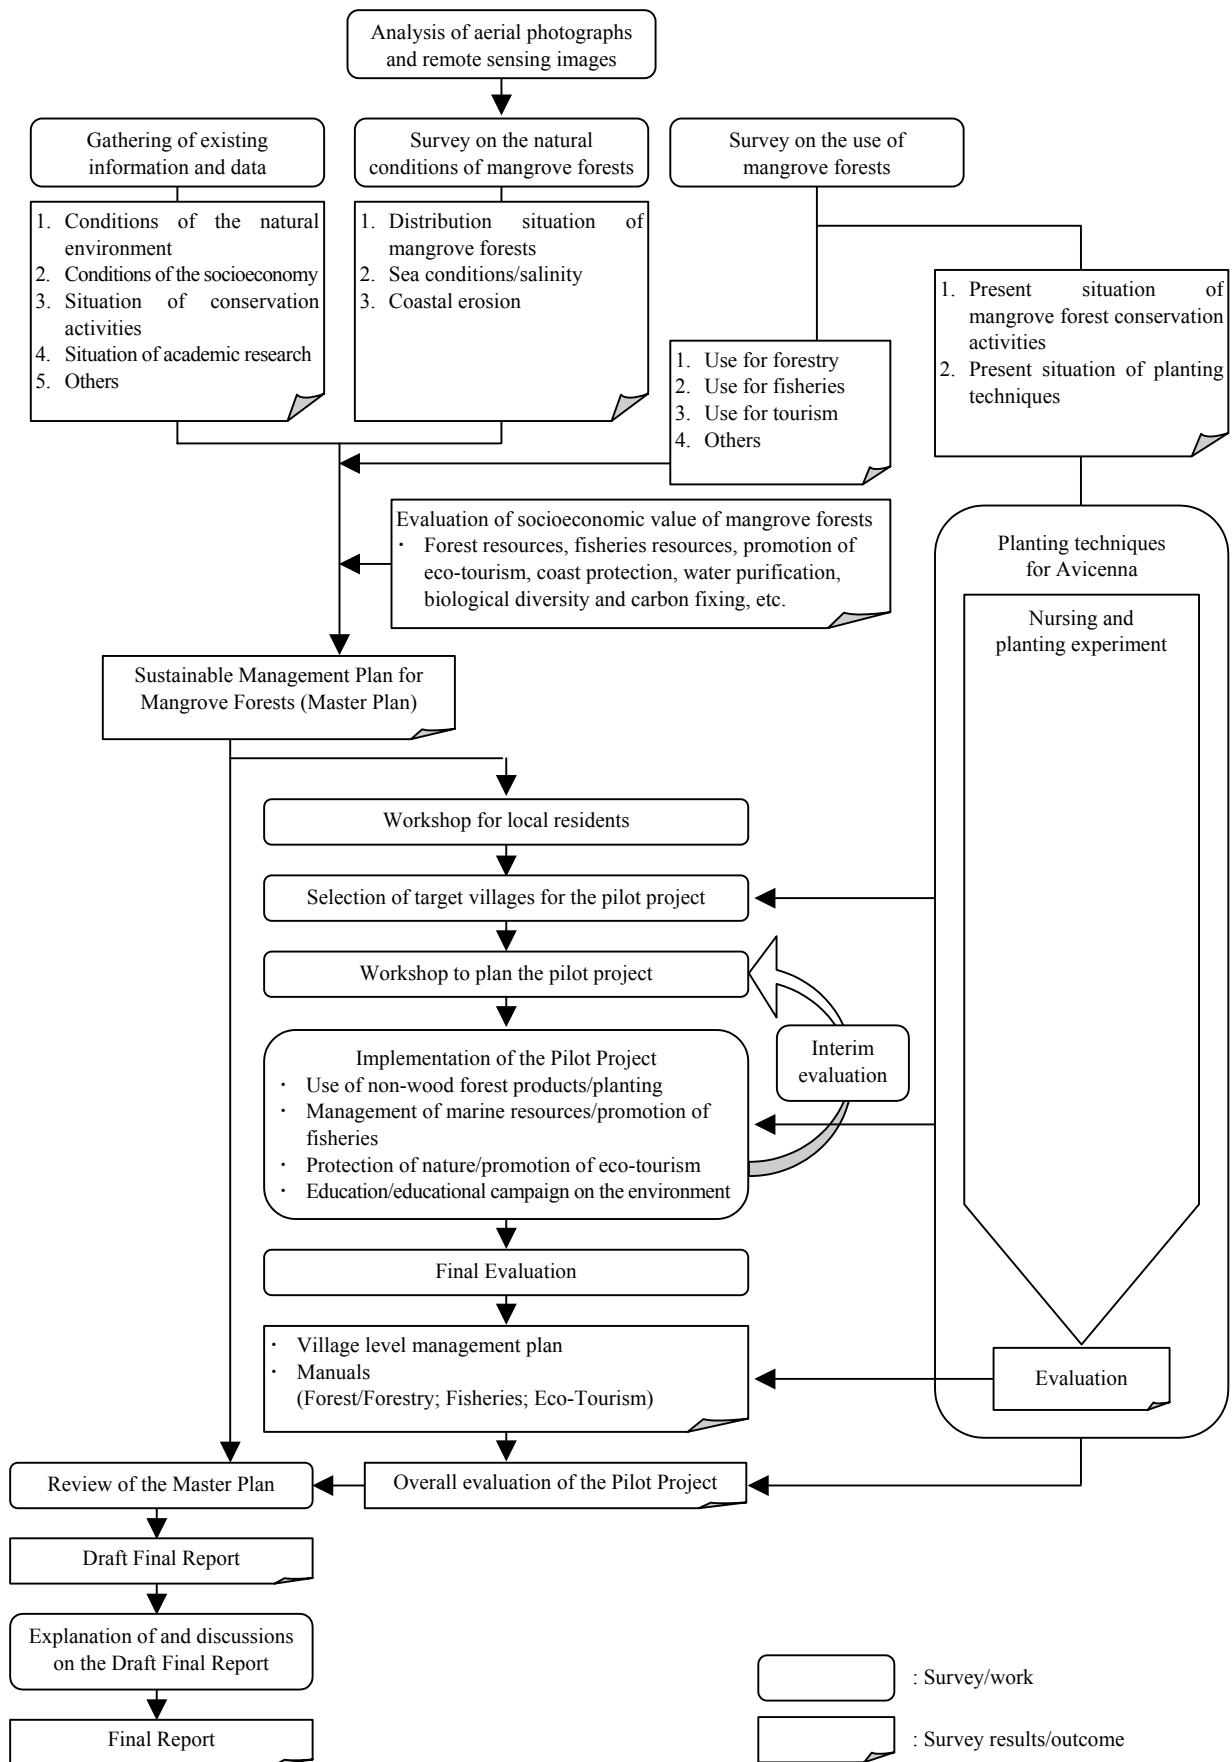 Analysis of aerial photographs
and remote sensing images
Gathering of existing
information and data
Survey on the natural
conditions of mangrove forests
Survey on the use of
mangrove forests
1. Conditions of the natural
environment
2. Conditions of the socioeconomy
3. Situation of conservation
activities
4. Situation of academic research
5. Others
1. Distribution situation of
mangrove forests
2. Sea conditions/salinity
3. Coastal erosion
1. Use for forestry
2. Use for fisheries
3. Use for tourism
4. Others
1. Present situation of
mangrove forest conservation
activities
2. Present situation of planting
techniques
Evaluation of socioeconomic value of mangrove forests
・ Forest resources, fisheries resources, promotion of
eco-tourism, coast protection, water purification,
biological diversity and carbon fixing, etc.
Planting techniques
for Avicenna
Nursing and
planting experiment
Sustainable Management Plan for
Mangrove Forests (Master Plan)
Workshop for local residents
Selection of target villages for the pilot project
Workshop to plan the pilot project
Interim
evaluation
Implementation of the Pilot Project
・ Use of non-wood forest products/planting
・ Management of marine resources/promotion of
fisheries
・ Protection of nature/promotion of eco-tourism
・ Education/educational campaign on the environment
Final Evaluation
・ Village level management plan
・ Manuals
(Forest/Forestry; Fisheries; Eco-Tourism)
Evaluation
Review of the Master Plan
Overall evaluation of the Pilot Project
Draft Final Report
Explanation of and discussions
on the Draft Final Report
Final Report
: Survey/work
: Survey results/outcome